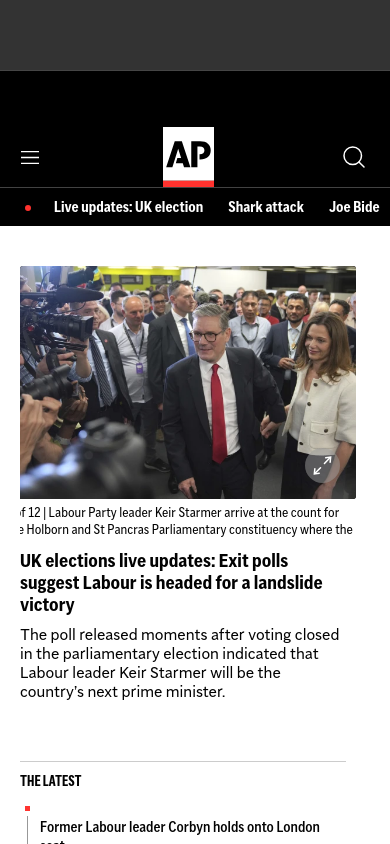 AP
Live updates: UK election Shark attack Joe Bide
of 12 | Labour Party leader Keir Starmer arrive at the count for
e Holborn and St Pancras Parliamentary constituency where the
UK elections live updates: Exit polls
suggest Labour is headed for a landslide
victory
The poll released moments after voting closed
in the parliamentary election indicated that
Labour leader Keir Starmer will be the
country’s next prime minister.
THE LATEST
Former Labour leader Corbyn holds onto London